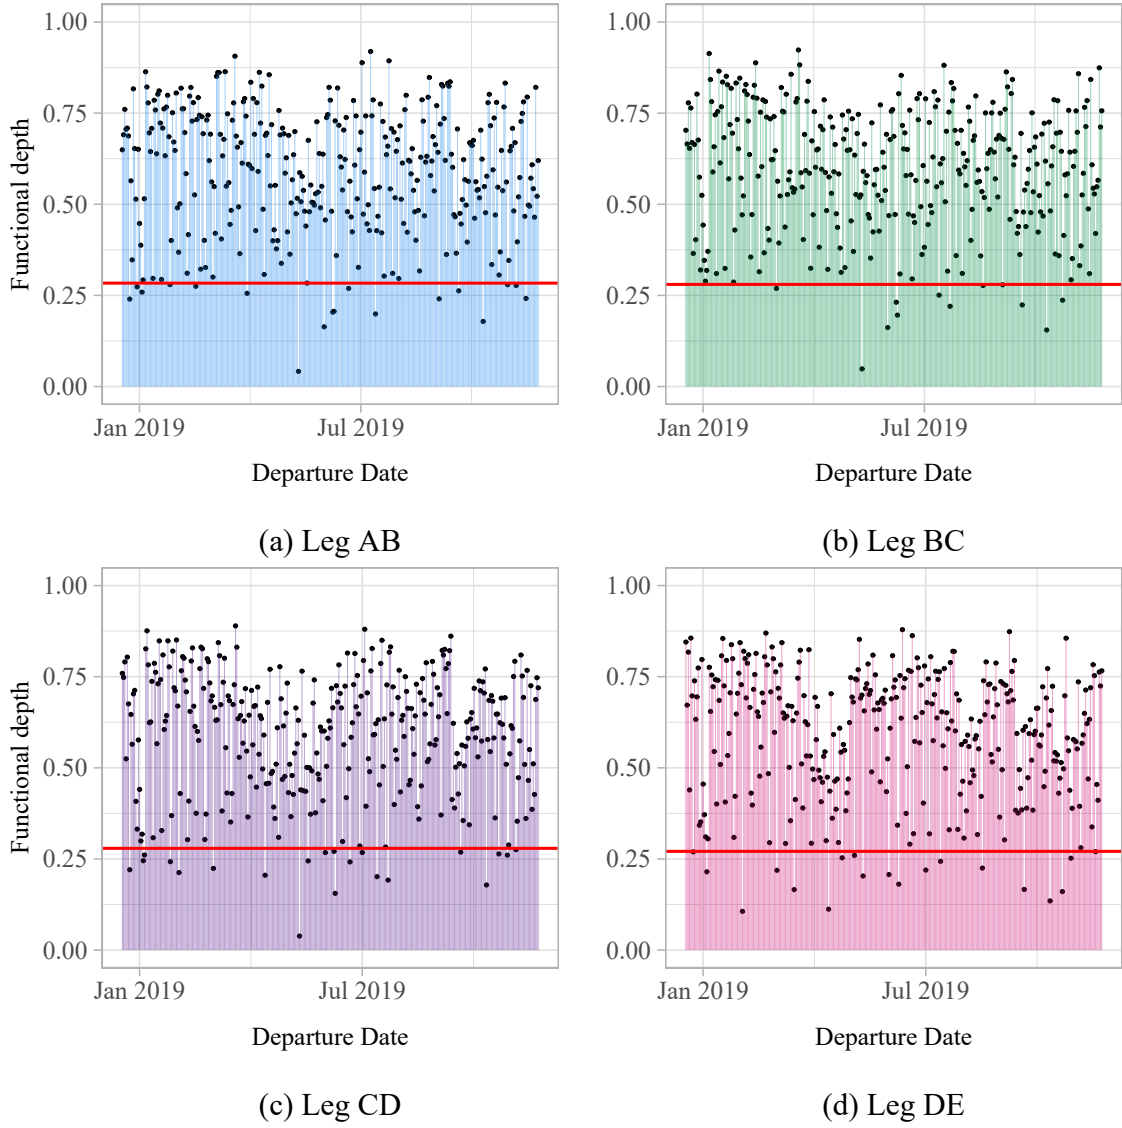 Functional depth
1.00
0.75
0.50
0.25
0.00
Jan 2019 Jul 2019
Departure Date
(a) Leg AB
1.00
0.75
0.50
0.25
0.00
Jan 2019 Jul 2019
Departure Date
(b) Leg BC
Functional depth
1.00
0.75
0.50
0.25
0.00
Jan 2019 Jul 2019
Departure Date
(c) Leg CD
1.00
0.75
0.50
0.25
0.00
Jan 2019 Jul 2019
Departure Date
(d) Leg DE